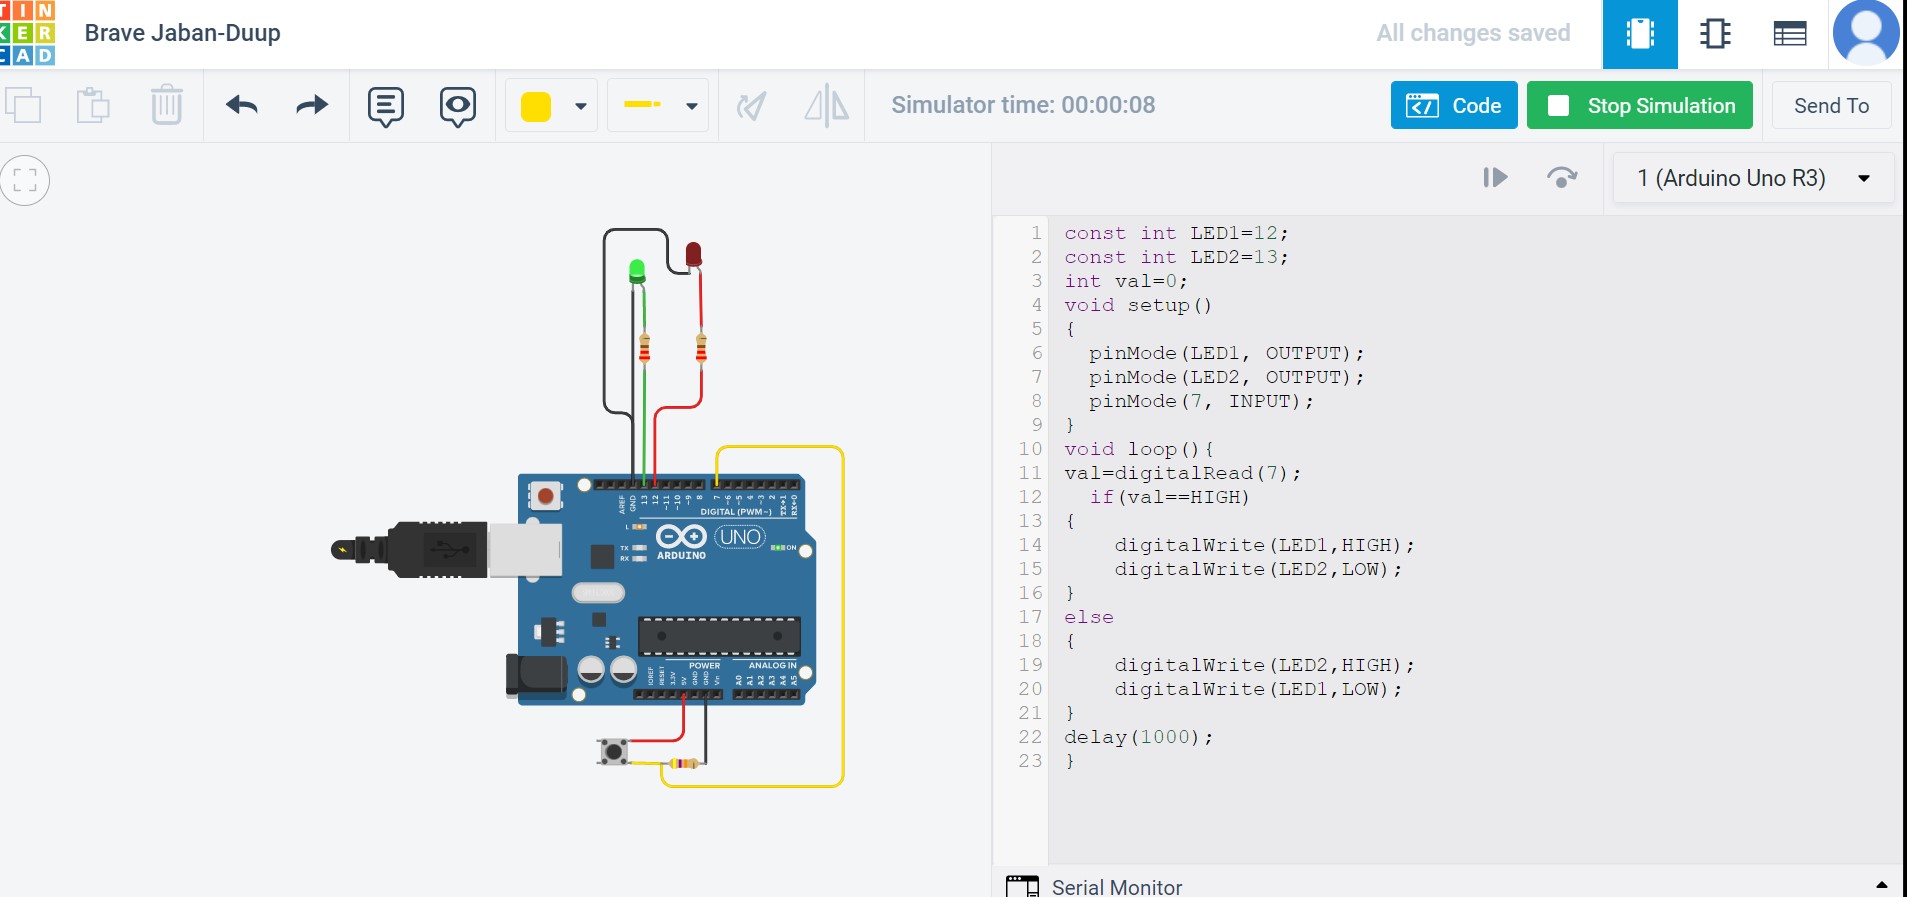 TIN
KER
CAD
Brave Jaban-Duup
All changes saved
Simulator time: 00:00:08
Code
Stop Simulation
Send To
1 (Arduino Uno R3)
1 const int LED1=12;
2 const int LED2=13;
3 int val=0;
4 void setup()
5 {
6 pinMode(LED1, OUTPUT);
7 pinMode(LED2, OUTPUT);
8 pinMode(7, INPUT);
9 }
10 void loop(){
11 val=digitalRead(7);
12 if(val==HIGH)
13 {
14 digitalWrite(LED1,HIGH);
15 digitalWrite(LED2,LOW);
16 }
17 else
18 {
19 digitalWrite(LED2,HIGH);
20 digitalWrite(LED1,LOW);
21 }
22 delay(1000);
23 }
AREF GND 13 12 ~11 ~10 ~9 8 7 ~6 ~5 4 ~3 2 TX→1 RX←0
DIGITAL (PWM~)
L
TX
RX
ARDUINO
UNO
ON
POWER
ANALOG IN
IOREF RESET 3.3V 5V GND GND Vin A0 A1 A2 A3 A4 A5
Serial Monitor